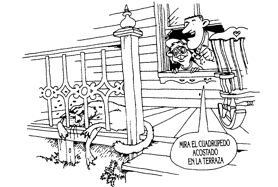 MIRA EL CUADRÚPEDO
ACOSTADO
EN LA TERRAZA